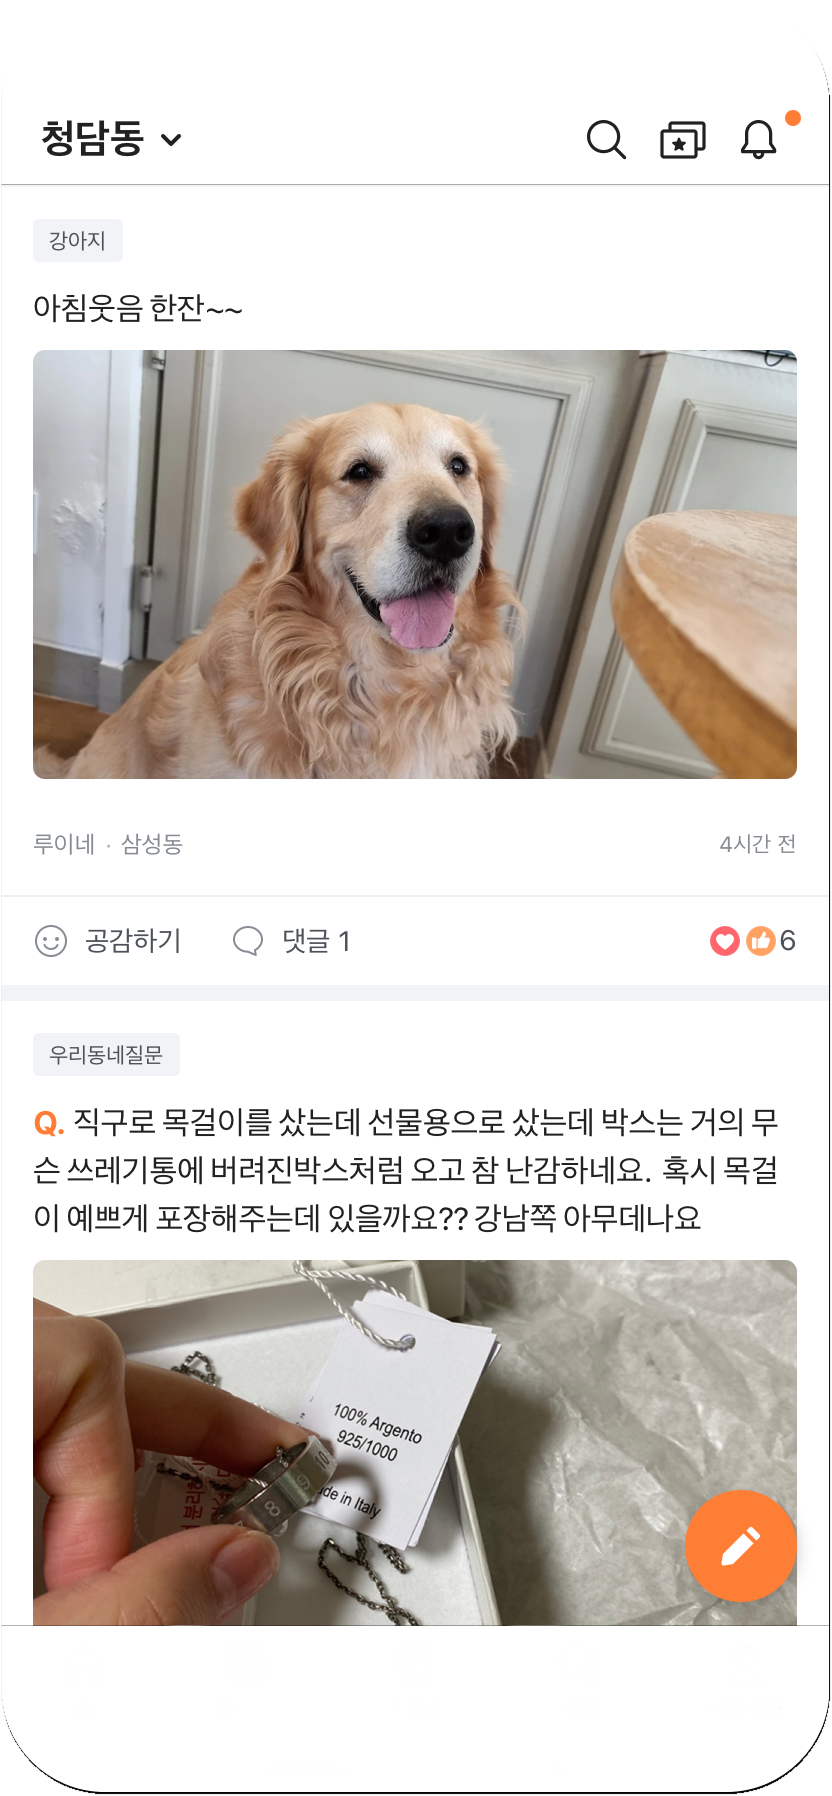 청담동
강아지
아침웃음 한잔~~
루이네 · 삼성동
4시간 전
공감하기
댓글 1
6
우리동네질문
Q. 직구로 목걸이를 샀는데 선물용으로 샀는데 박스는 거의 무
슨 쓰레기통에 버려진박스처럼 오고 참 난감하네요. 혹시 목걸
이 예쁘게 포장해주는데 있을까요?? 강남쪽 아무데나요
100% Argento
925/1000
de in Italy